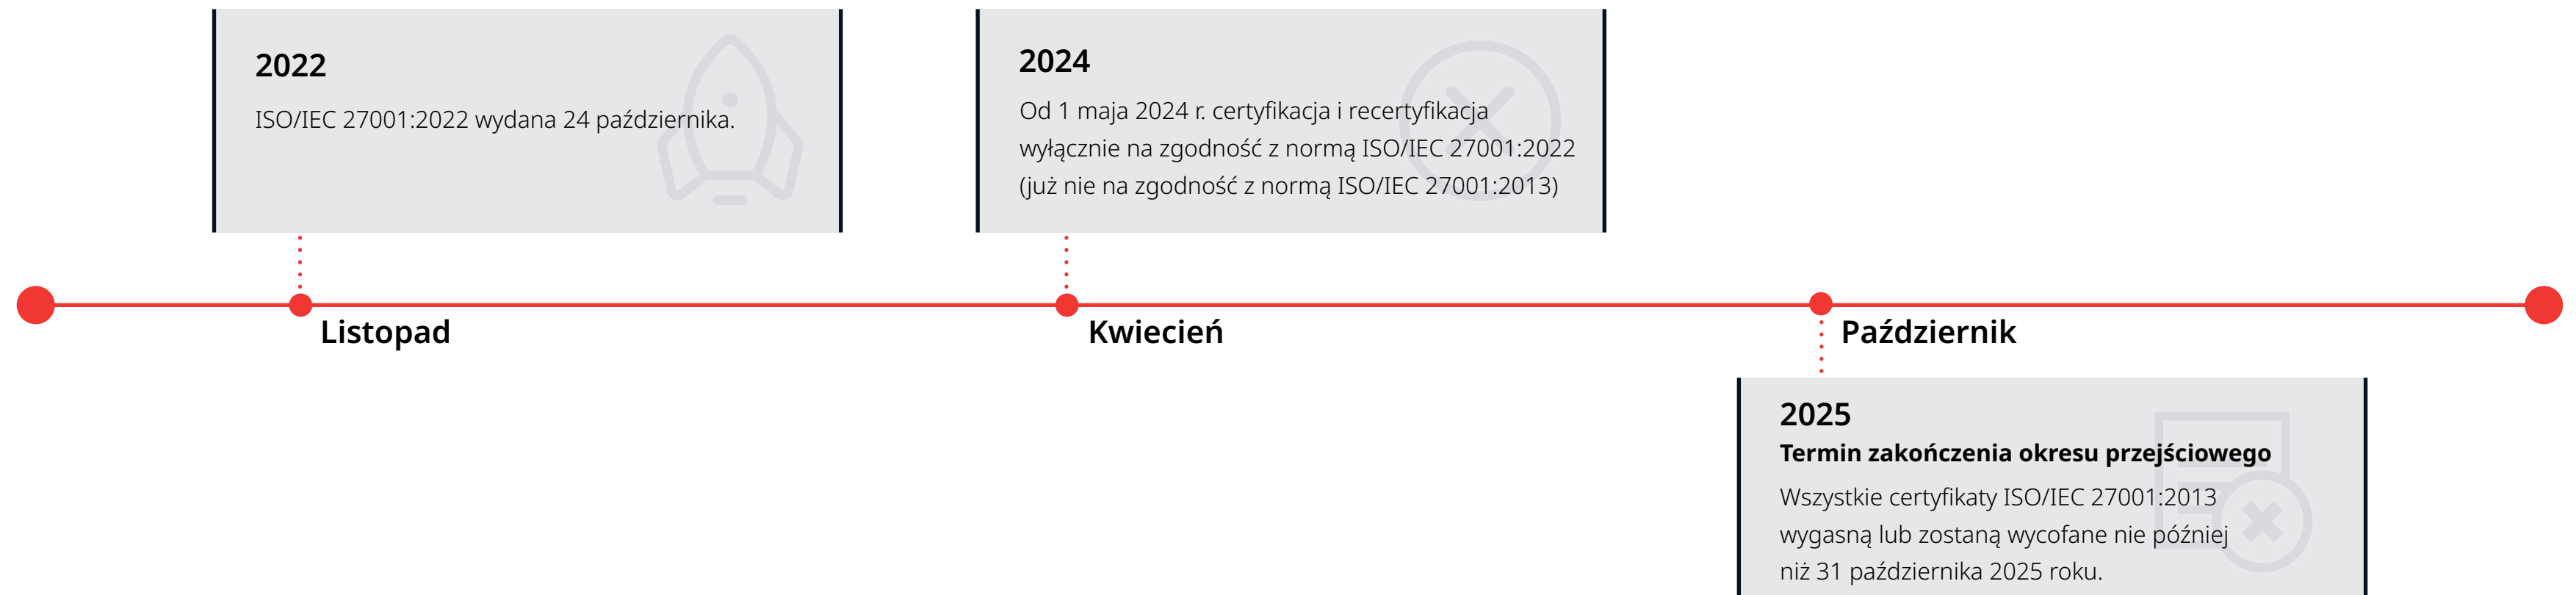 2022
ISO/IEC 27001:2022 wydana 24 października.
2024
Od 1 maja 2024 r. certyfikacja i recertyfikacja
wyłącznie na zgodność z normą ISO/IEC 27001:2022
(już nie na zgodność z normą ISO/IEC 27001:2013)
Listopad
Kwiecień
Październik
2025
Termin zakończenia okresu przejściowego
Wszystkie certyfikaty ISO/IEC 27001:2013
wygasną lub zostaną wycofane nie później
niż 31 października 2025 roku.